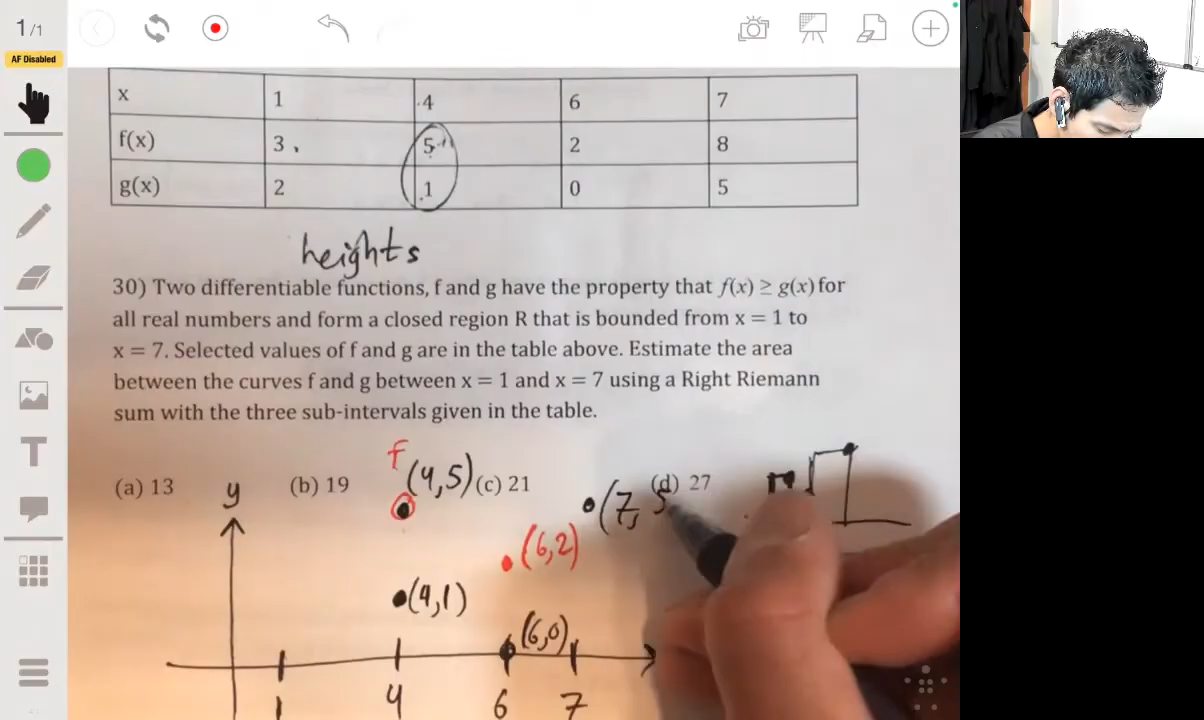 1/1
AF Disabled
x 1 4 6 7
f(x) 3 5 2 8
g(x) 2 1 0 5
heights
30) Two differentiable functions, f and g have the property that f(x) ≥ g(x) for
all real numbers and form a closed region R that is bounded from x = 1 to
x = 7. Selected values of f and g are in the table above. Estimate the area
between the curves f and g between x = 1 and x = 7 using a Right Riemann
sum with the three sub-intervals given in the table.
f
(a) 13 (b) 19 (4,5) (c) 21 (d) 27
y
(7, 5
(6,2)
(4,1)
(6,0)
1 4 6 7
T